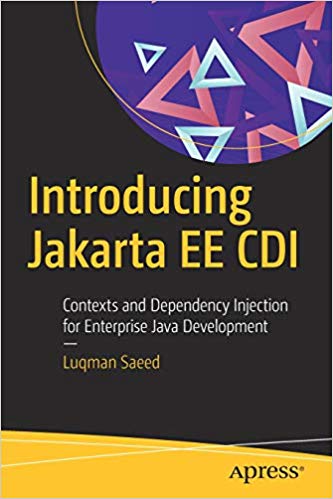 Introducing
Jakarta EE CDI
Contexts and Dependency Injection
for Enterprise Java Development
—
Luqman Saeed
Apress®